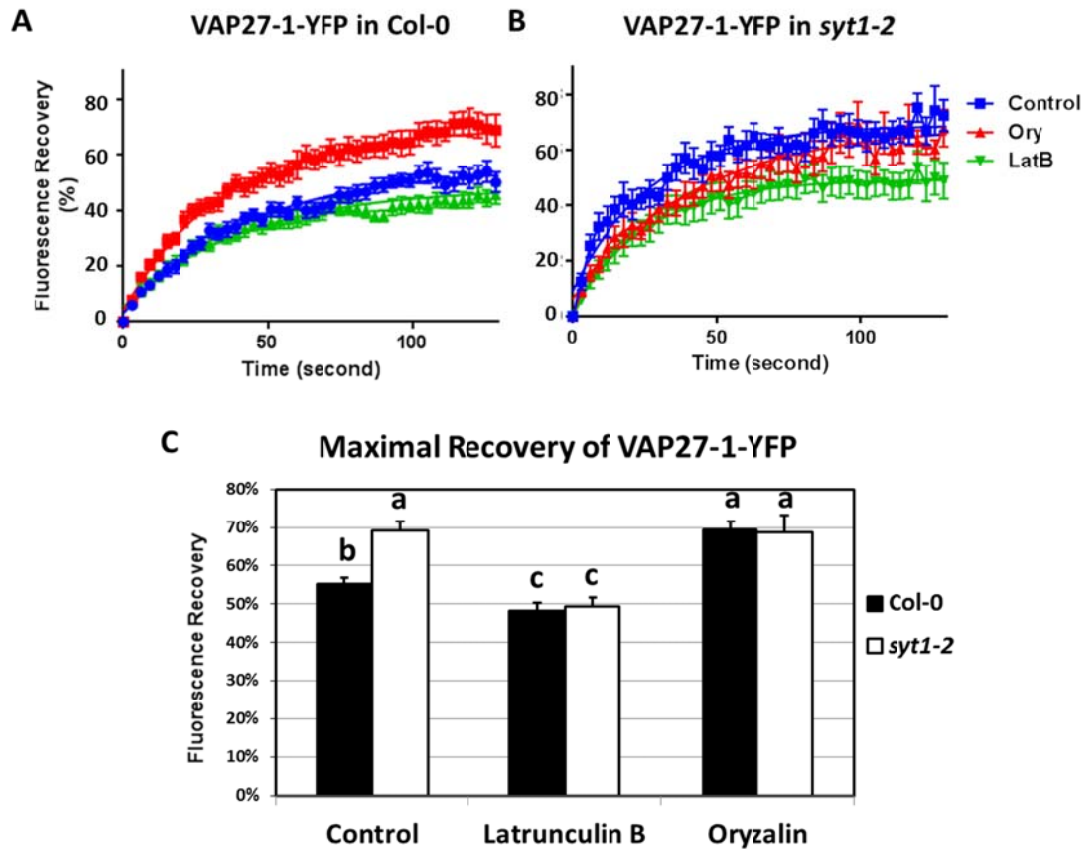 A
VAP27-1-YFP in Col-0
Fluorescence Recovery
(%)
80
60
40
20
0
0
50
100
Time (second)
B
VAP27-1-YFP in syt1-2
80
60
40
20
0
0
50
100
Time (second)
Control
Ory
LatB
C
Maximal Recovery of VAP27-1-YFP
Fluorescence Recovery
80%
70%
60%
50%
40%
30%
20%
10%
0%
b
a
c
c
a
a
Control
Latrunculin B
Oryzalin
Col-0
syt1-2